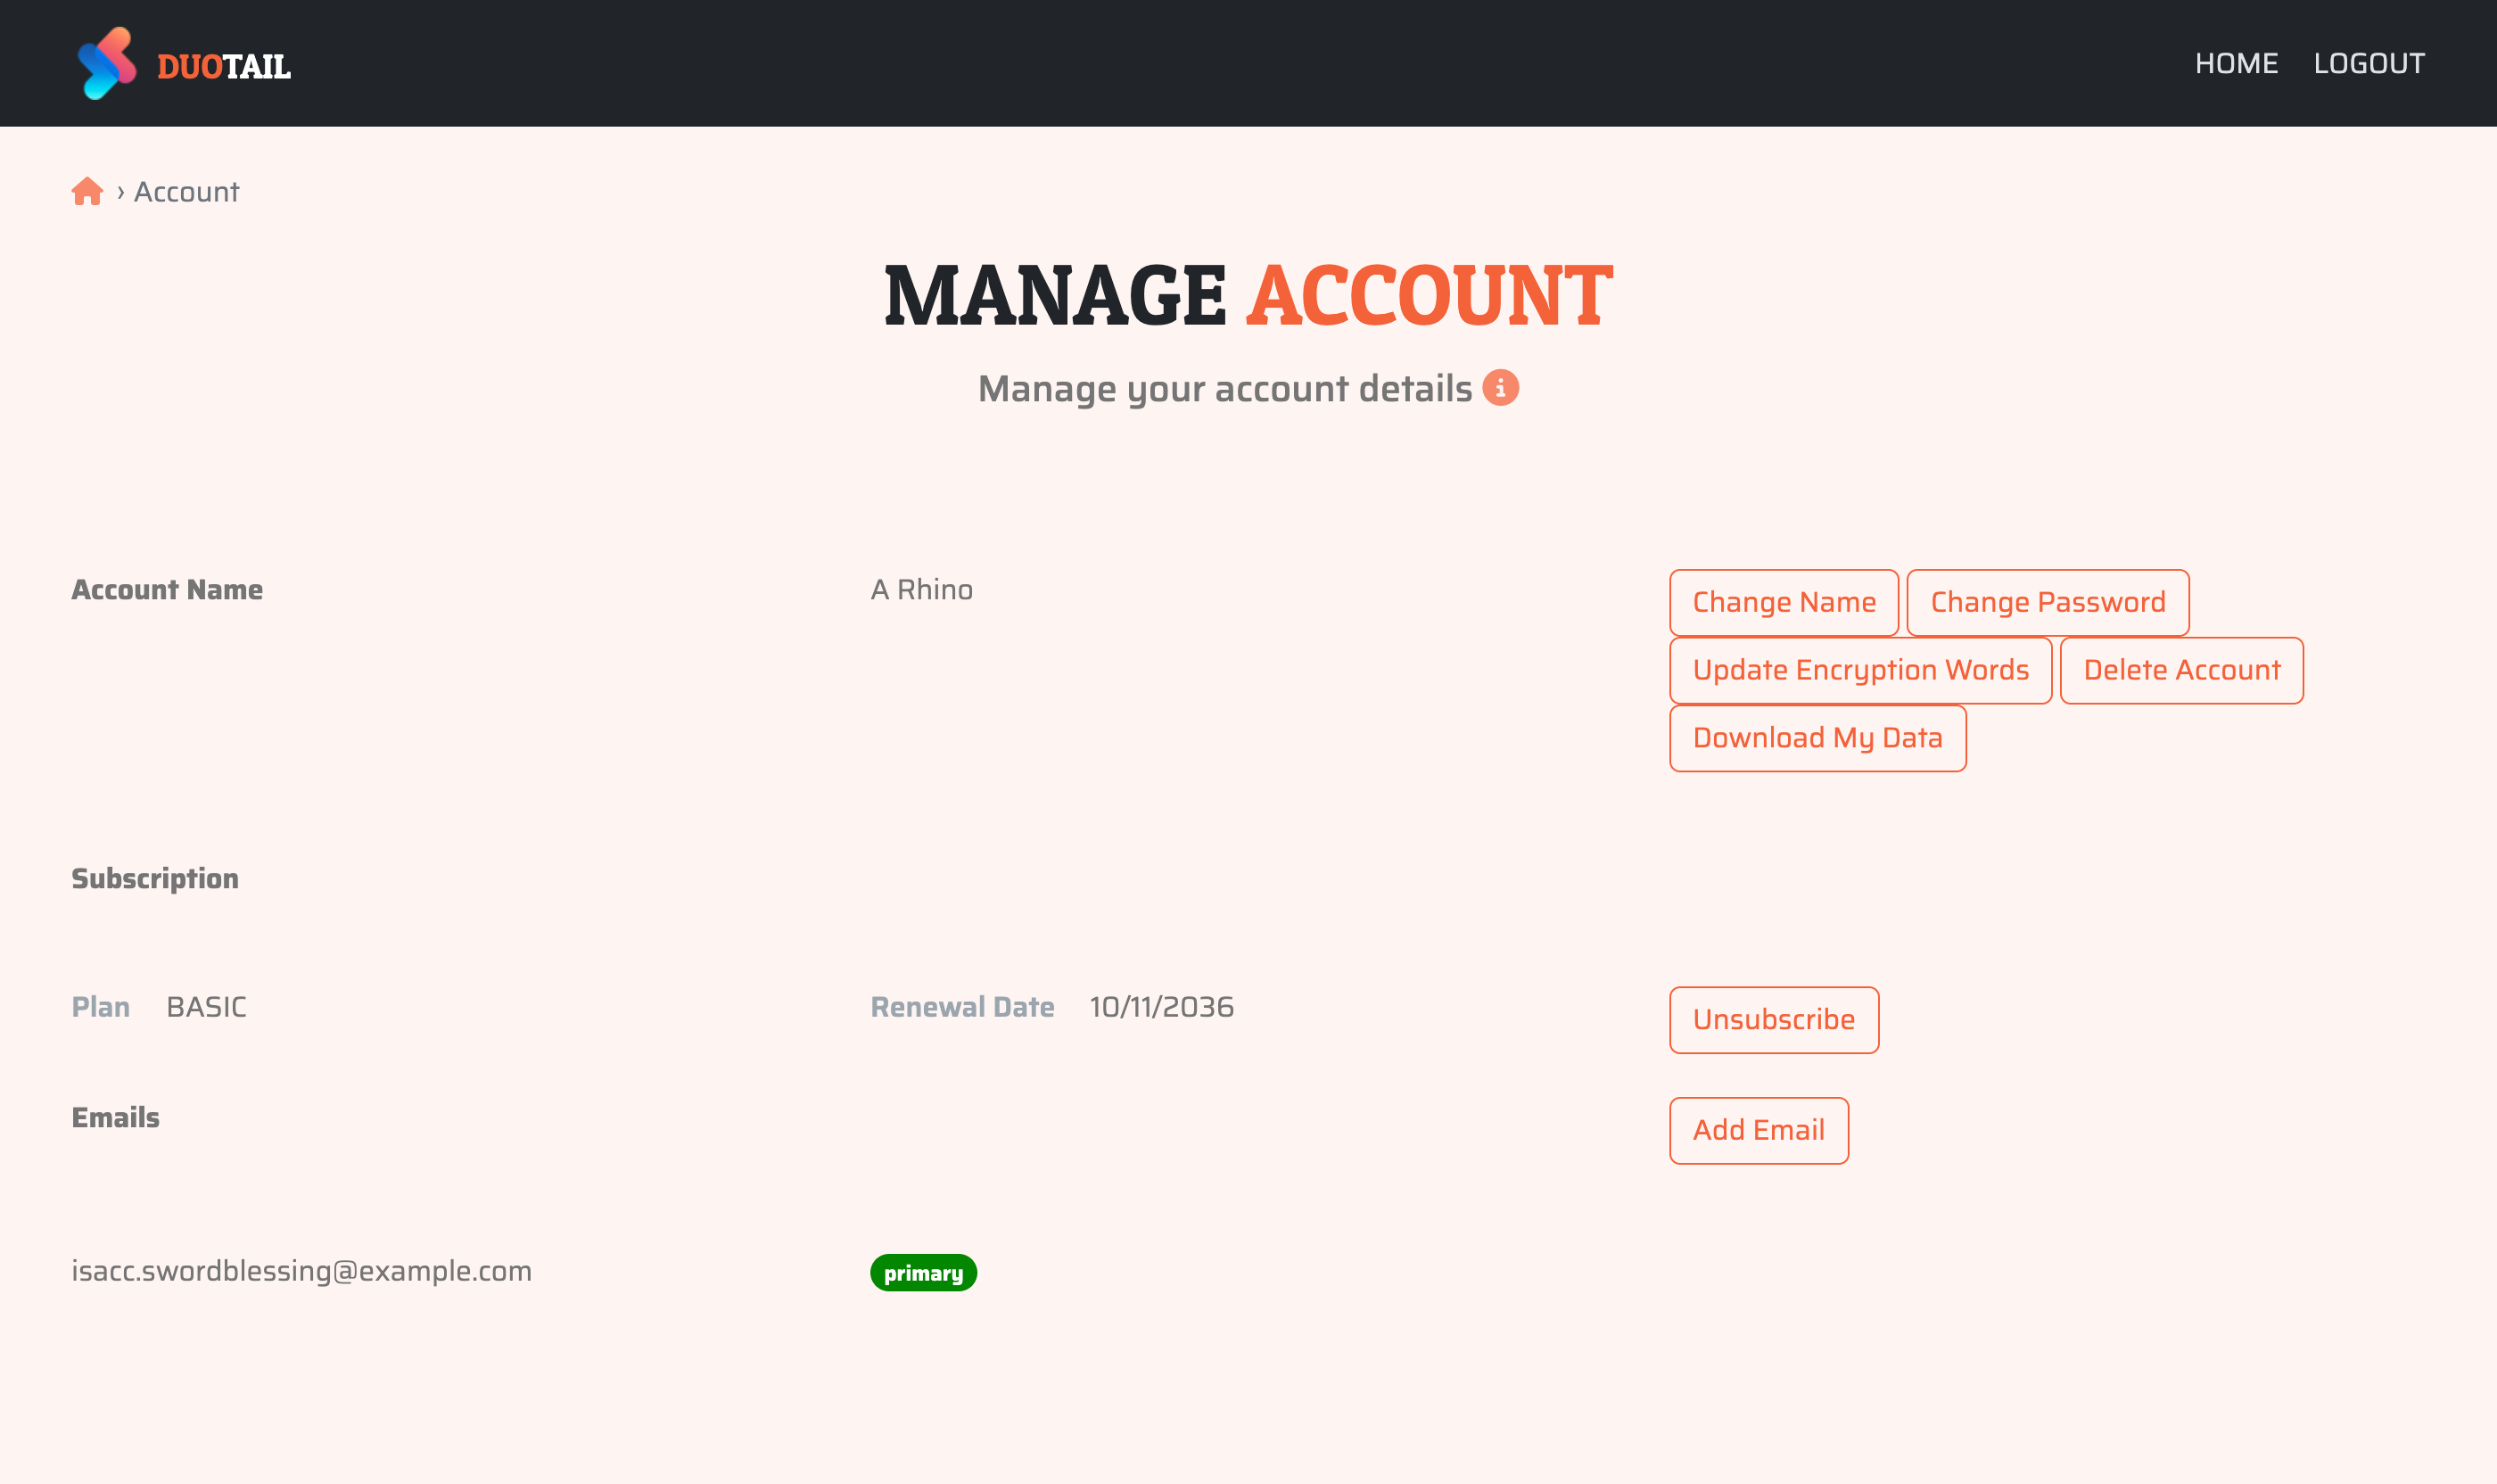 DUOTAIL
HOME LOGOUT
› Account
MANAGE ACCOUNT
Manage your account details
Account Name
A Rhino
Change Name Change Password
Update Encryption Words Delete Account
Download My Data
Subscription
Plan BASIC
Renewal Date 10/11/2036
Unsubscribe
Emails
Add Email
isacc.swordblessing@example.com
primary